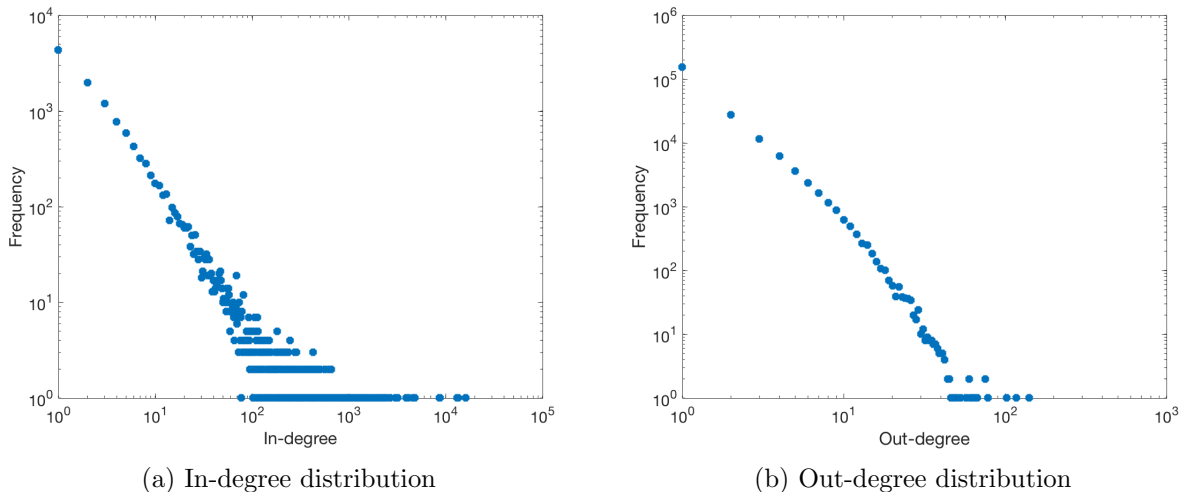 10^4
10^3
10^2
10^1
10^0
Frequency
10^0 10^1 10^2 10^3 10^4 10^5
In-degree
(a) In-degree distribution
10^6
10^5
10^4
10^3
10^2
10^1
10^0
Frequency
10^0 10^1 10^2 10^3
Out-degree
(b) Out-degree distribution